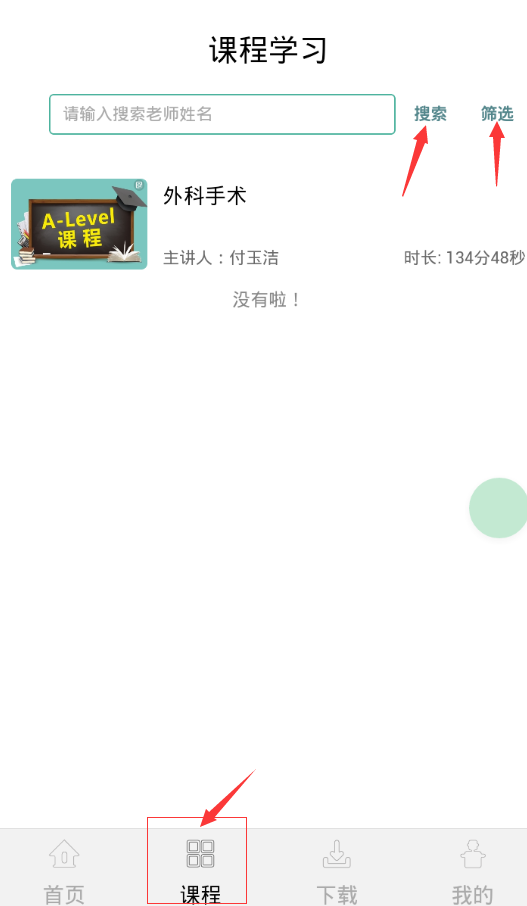 课程学习
请输入搜索老师姓名 搜索 筛选
A-Level
课程
外科手术
主讲人：付玉洁 时长: 134分48秒
没有啦！
首页 课程 下载 我的